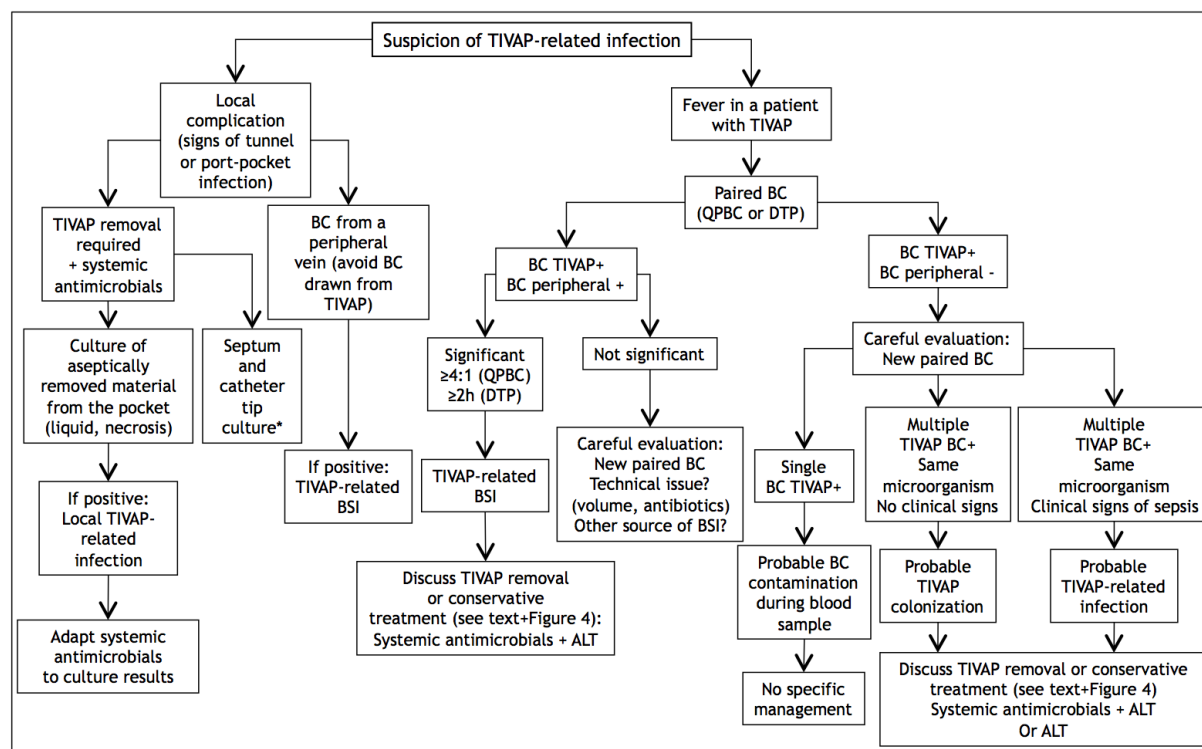 Suspicion of TIVAP-related infection
Local
complication
(signs of tunnel
or port-pocket
infection)
Fever in a patient
with TIVAP
TIVAP removal
required
+ systemic
antimicrobials
BC from a
peripheral
vein (avoid BC
drawn from
TIVAP)
Paired BC
(QPBC or DTP)
BC TIVAP+
BC peripheral +
BC TIVAP+
BC peripheral -
Culture of
aseptically
removed material
from the pocket
(liquid, necrosis)
Septum
and
catheter
tip
culture*
Significant
≥4:1 (QPBC)
≥2h (DTP)
Not significant
Careful evaluation:
New paired BC
If positive:
TIVAP-related
BSI
TIVAP-related
BSI
Careful evaluation:
New paired BC
Technical issue?
(volume, antibiotics)
Other source of BSI?
Single
BC TIVAP+
Multiple
TIVAP BC+
Same
microorganism
No clinical signs
Multiple
TIVAP BC+
Same
microorganism
Clinical signs of sepsis
If positive:
Local TIVAP-
related
infection
Discuss TIVAP removal
or conservative
treatment (see text+Figure 4):
Systemic antimicrobials + ALT
Probable BC
contamination
during blood
sample
Probable
TIVAP
colonization
Probable
TIVAP-related
infection
Adapt systemic
antimicrobials
to culture results
No specific
management
Discuss TIVAP removal or conservative
treatment (see text+Figure 4)
Systemic antimicrobials + ALT
Or ALT